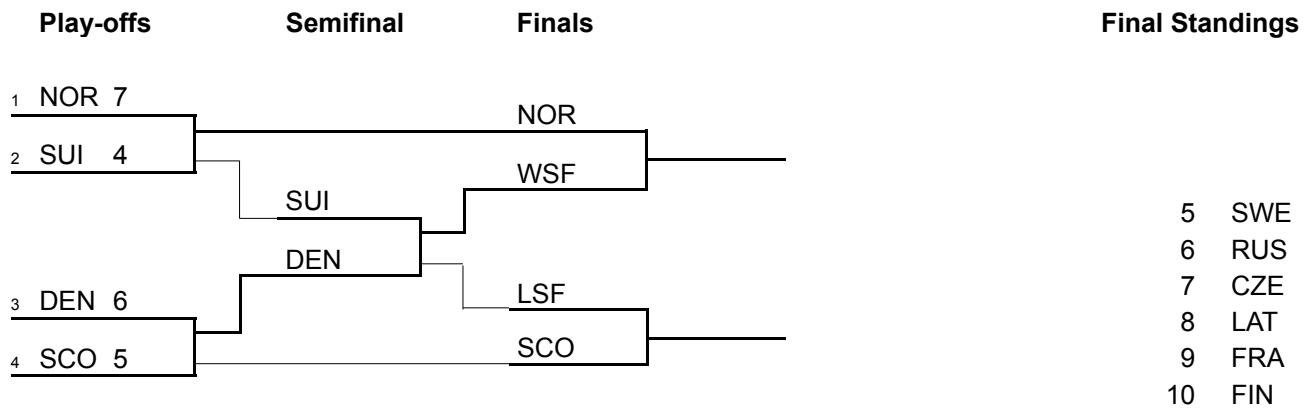 Play-offs Semifinal Finals Final Standings
1 NOR 7
NOR
2 SUI 4
WSF
SUI
5 SWE
6 RUS
DEN
7 CZE
3 DEN 6
LSF
8 LAT
SCO
4 SCO 5
9 FRA
10 FIN